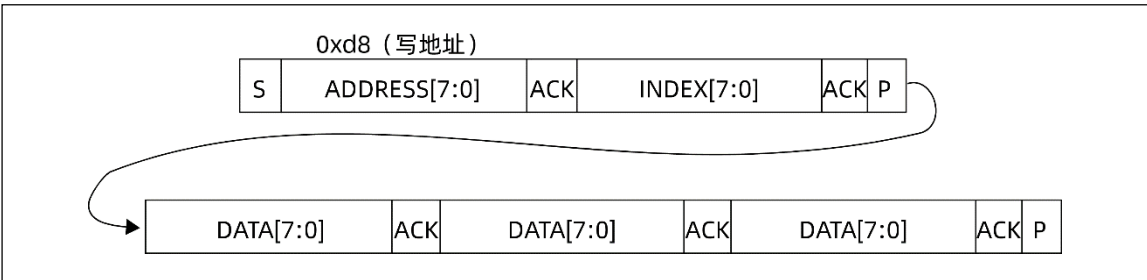 0xd8（写地址）
S ADDRESS[7:0] ACK INDEX[7:0] ACK P
DATA[7:0] ACK DATA[7:0] ACK DATA[7:0] ACK P